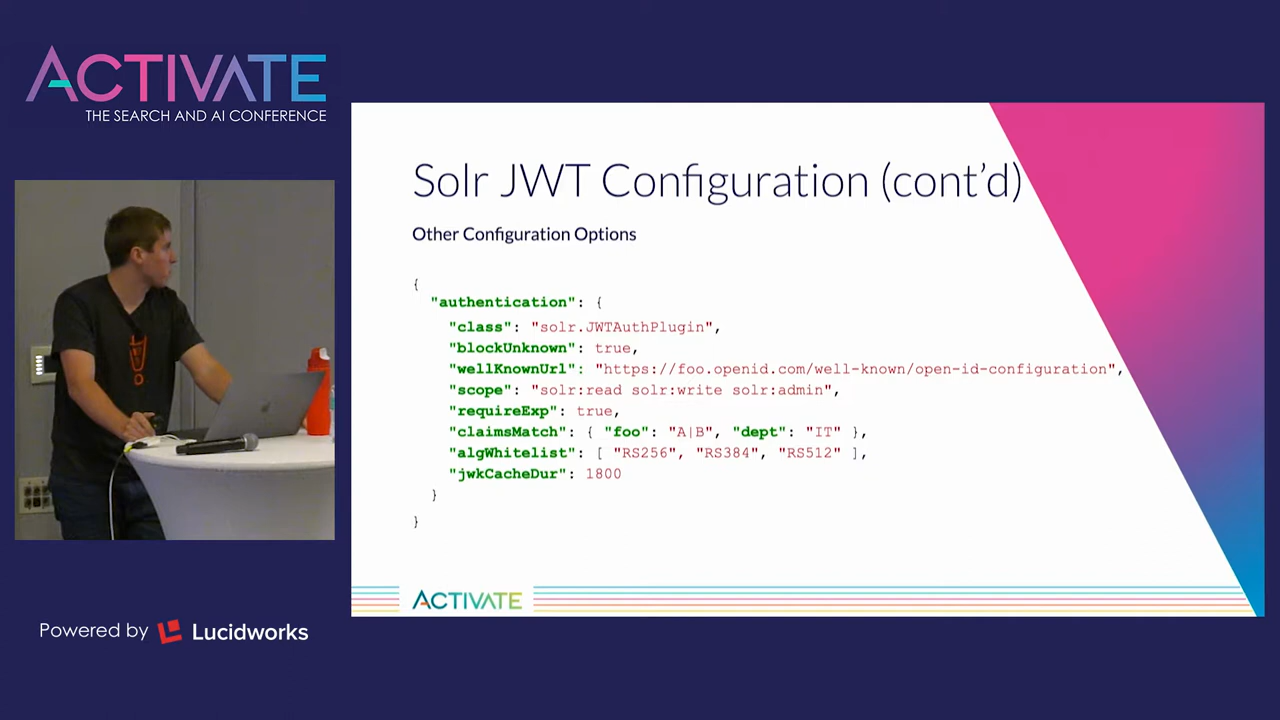 ACTIVATE
THE SEARCH AND AI CONFERENCE
Solr JWT Configuration (cont’d)
Other Configuration Options
{
"authentication": {
"class": "solr.JWTAuthPlugin",
"blockUnknown": true,
"wellKnownUrl": "https://foo.openid.com/well-known/open-id-configuration",
"scope": "solr:read solr:write solr:admin",
"requireExp": true,
"claimsMatch": { "foo": "A|B", "dept": "IT" },
"algWhitelist": [ "RS256", "RS384", "RS512" ],
"jwkCacheDur": 1800
}
}
ACTIVATE
Powered by Lucidworks